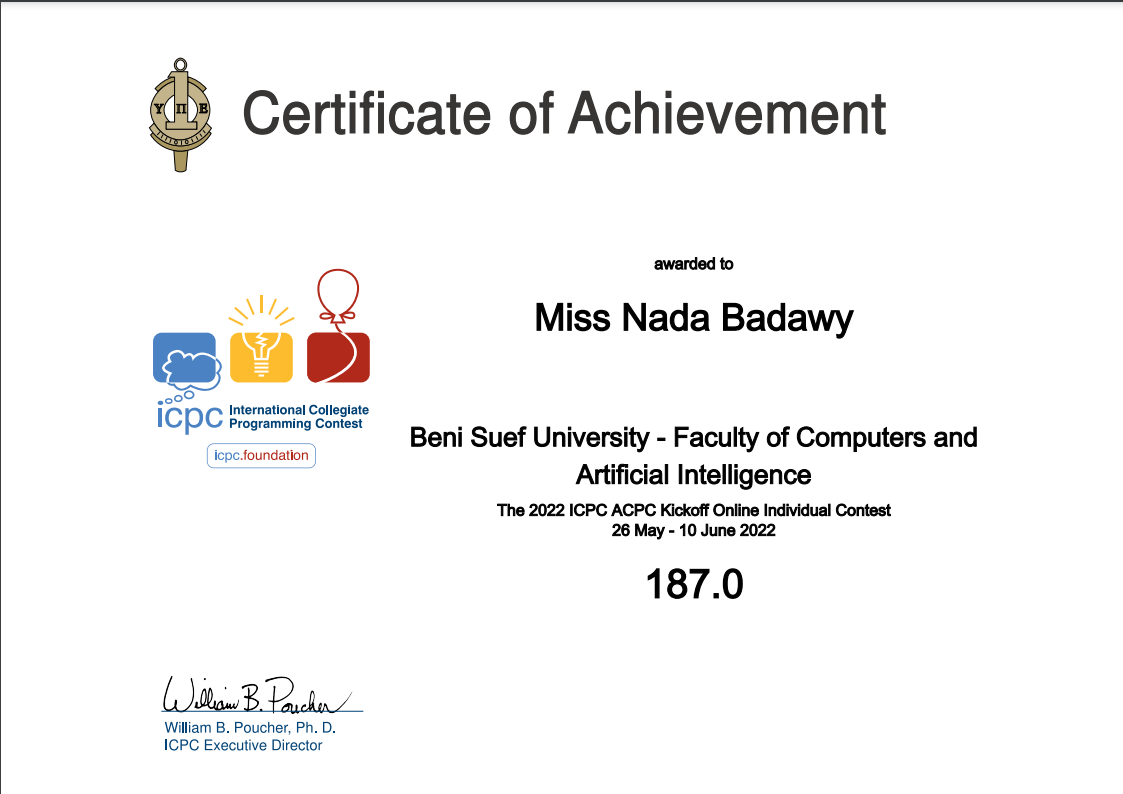 Υ Π Ε
Certificate of Achievement
awarded to
Miss Nada Badawy
icpc
International Collegiate
Programming Contest
icpc.foundation
Beni Suef University - Faculty of Computers and
Artificial Intelligence
The 2022 ICPC ACPC Kickoff Online Individual Contest
26 May - 10 June 2022
187.0
William B. Poucher
William B. Poucher, Ph. D.
ICPC Executive Director